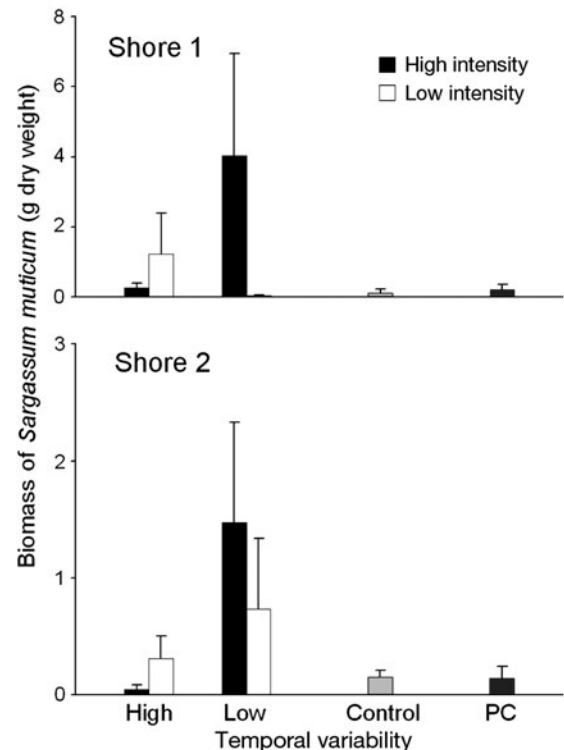 Shore 1
High intensity
Low intensity
8
6
4
2
0
Biomass of Sargassum muticum (g dry weight)
Shore 2
3
2
1
0
High Low Control PC
Temporal variability